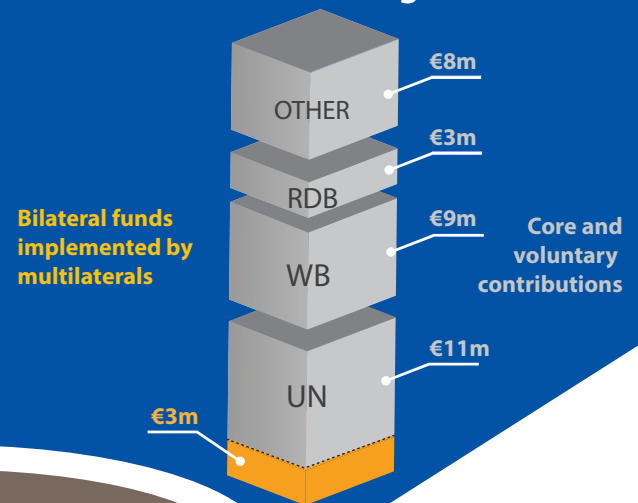 €8m
OTHER
€3m
RDB
€9m
Bilateral funds
implemented by
multilaterals
Core and
voluntary
contributions
WB
€11m
UN
€3m